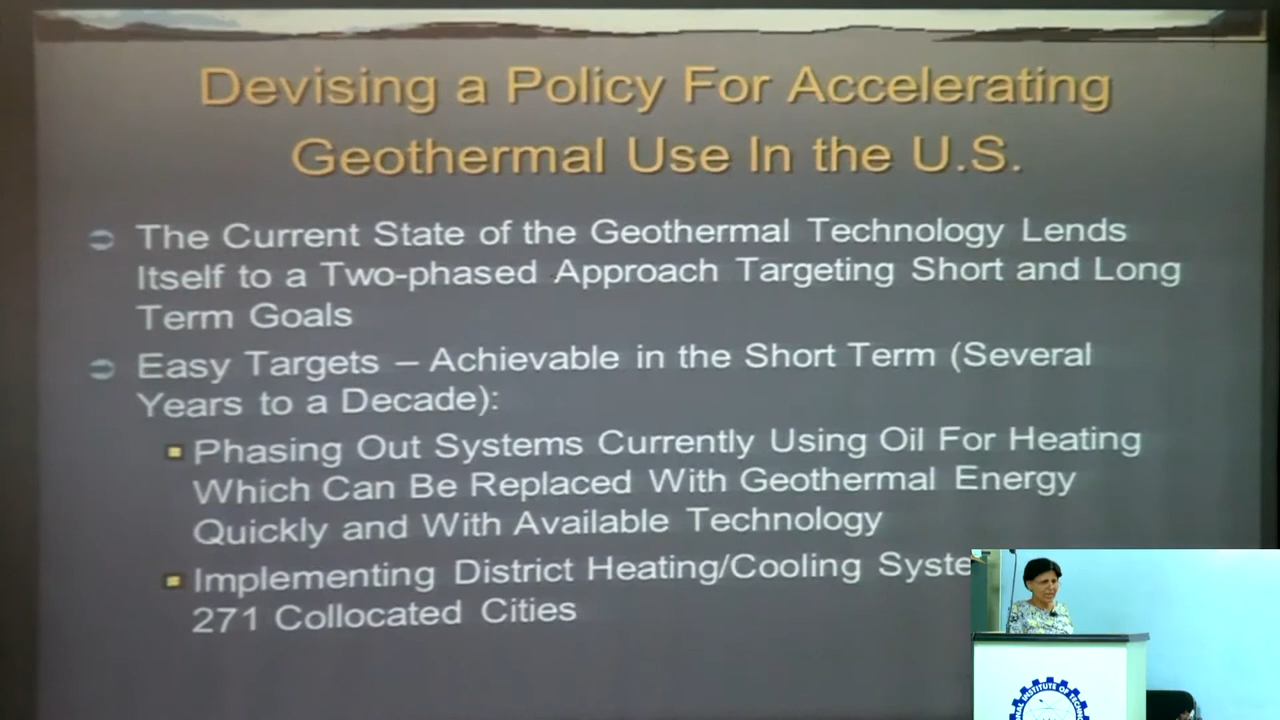 Devising a Policy For Accelerating
Geothermal Use In the U.S.
The Current State of the Geothermal Technology Lends
Itself to a Two-phased Approach Targeting Short and Long
Term Goals
Easy Targets – Achievable in the Short Term (Several
Years to a Decade):
Phasing Out Systems Currently Using Oil For Heating
Which Can Be Replaced With Geothermal Energy
Quickly and With Available Technology
Implementing District Heating/Cooling Syste
271 Collocated Cities
INSTITUTE OF